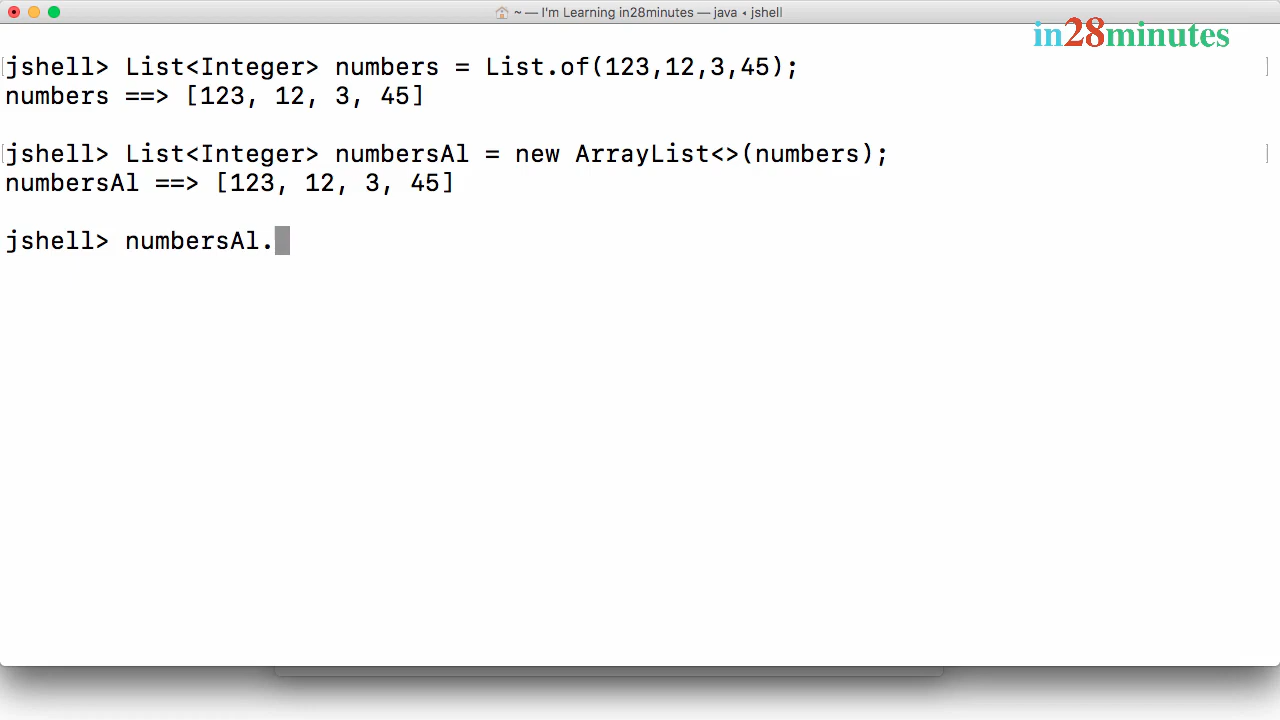 ~ — I'm Learning in28minutes — java ◂ jshell
in28minutes
jshell> List<Integer> numbers = List.of(123,12,3,45);
numbers ==> [123, 12, 3, 45]
jshell> List<Integer> numbersAl = new ArrayList<>(numbers);
numbersAl ==> [123, 12, 3, 45]
jshell> numbersAl.